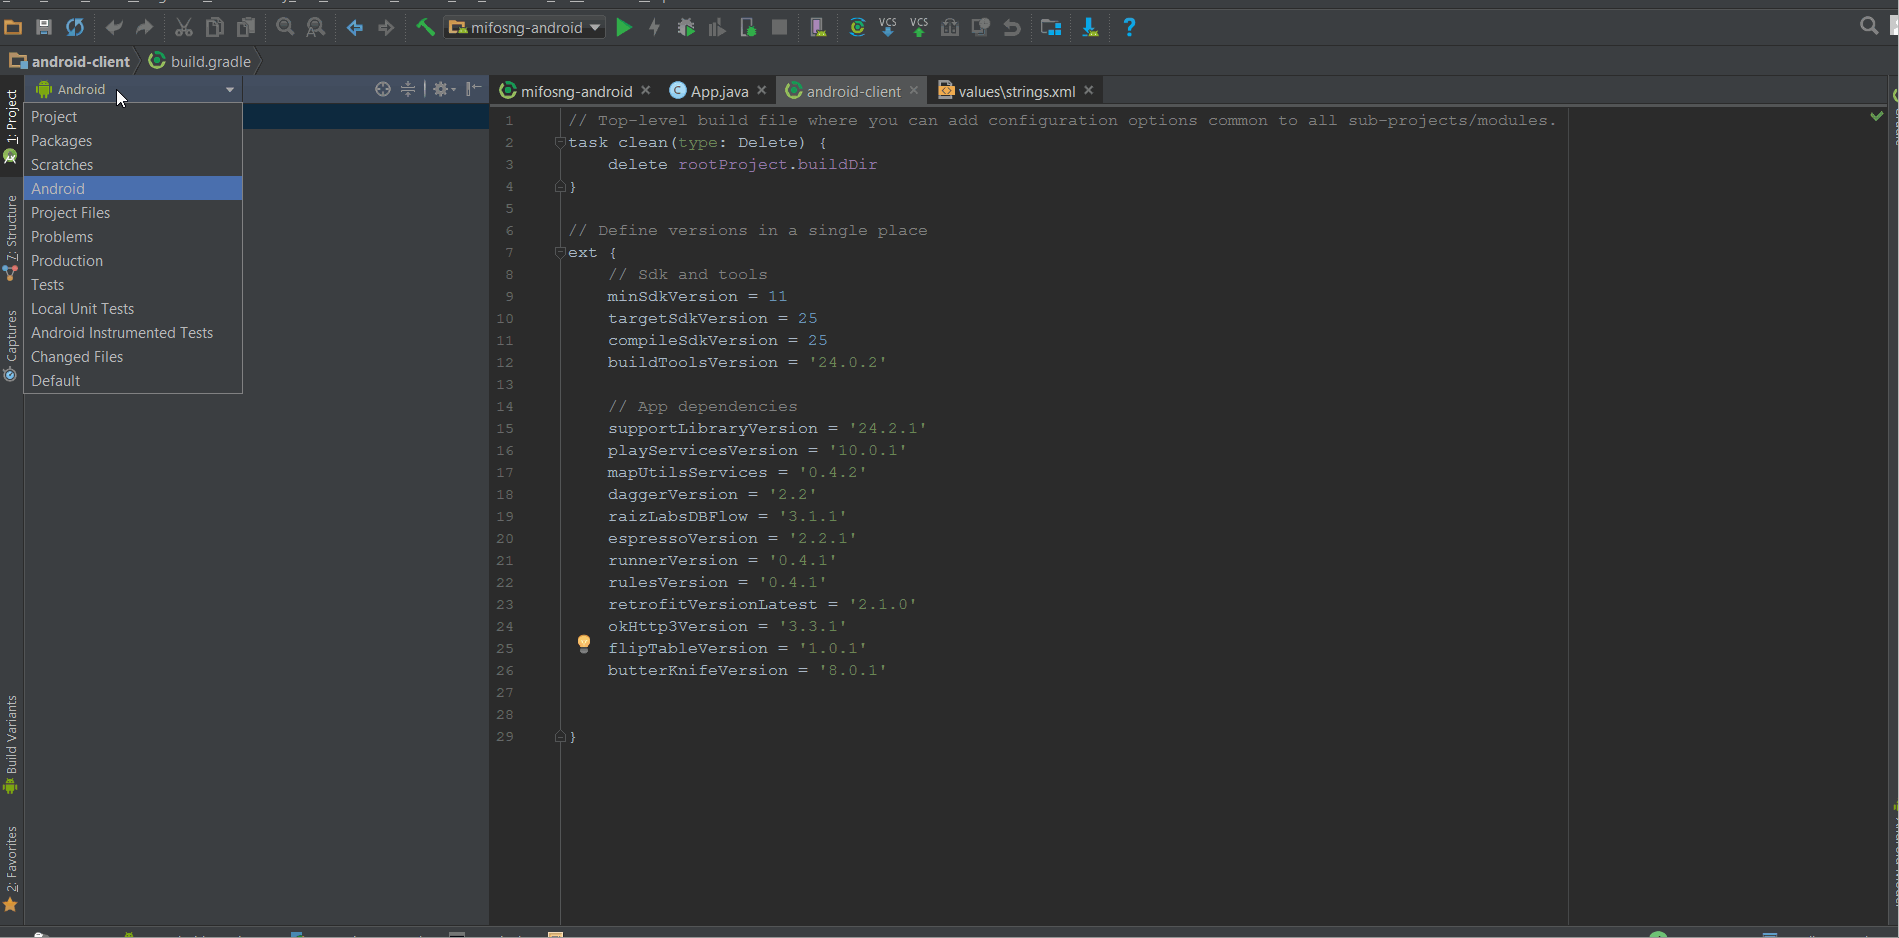 mifosng-android
VCS VCS
?
android-client build.gradle
Android
mifosng-android App.java android-client values\strings.xml
1: Project
Z: Structure
Captures
Build Variants
2: Favorites
Project
Packages
Scratches
Android
Project Files
Problems
Production
Tests
Local Unit Tests
Android Instrumented Tests
Changed Files
Default
1 // Top-level build file where you can add configuration options common to all sub-projects/modules.
2 task clean(type: Delete) {
3 delete rootProject.buildDir
4 }
5
6 // Define versions in a single place
7 ext {
8 // Sdk and tools
9 minSdkVersion = 11
10 targetSdkVersion = 25
11 compileSdkVersion = 25
12 buildToolsVersion = '24.0.2'
13
14 // App dependencies
15 supportLibraryVersion = '24.2.1'
16 playServicesVersion = '10.0.1'
17 mapUtilsServices = '0.4.2'
18 daggerVersion = '2.2'
19 raizLabsDBFlow = '3.1.1'
20 espressoVersion = '2.2.1'
21 runnerVersion = '0.4.1'
22 rulesVersion = '0.4.1'
23 retrofitVersionLatest = '2.1.0'
24 okHttp3Version = '3.3.1'
25 flipTableVersion = '1.0.1'
26 butterKnifeVersion = '8.0.1'
27
28
29 }